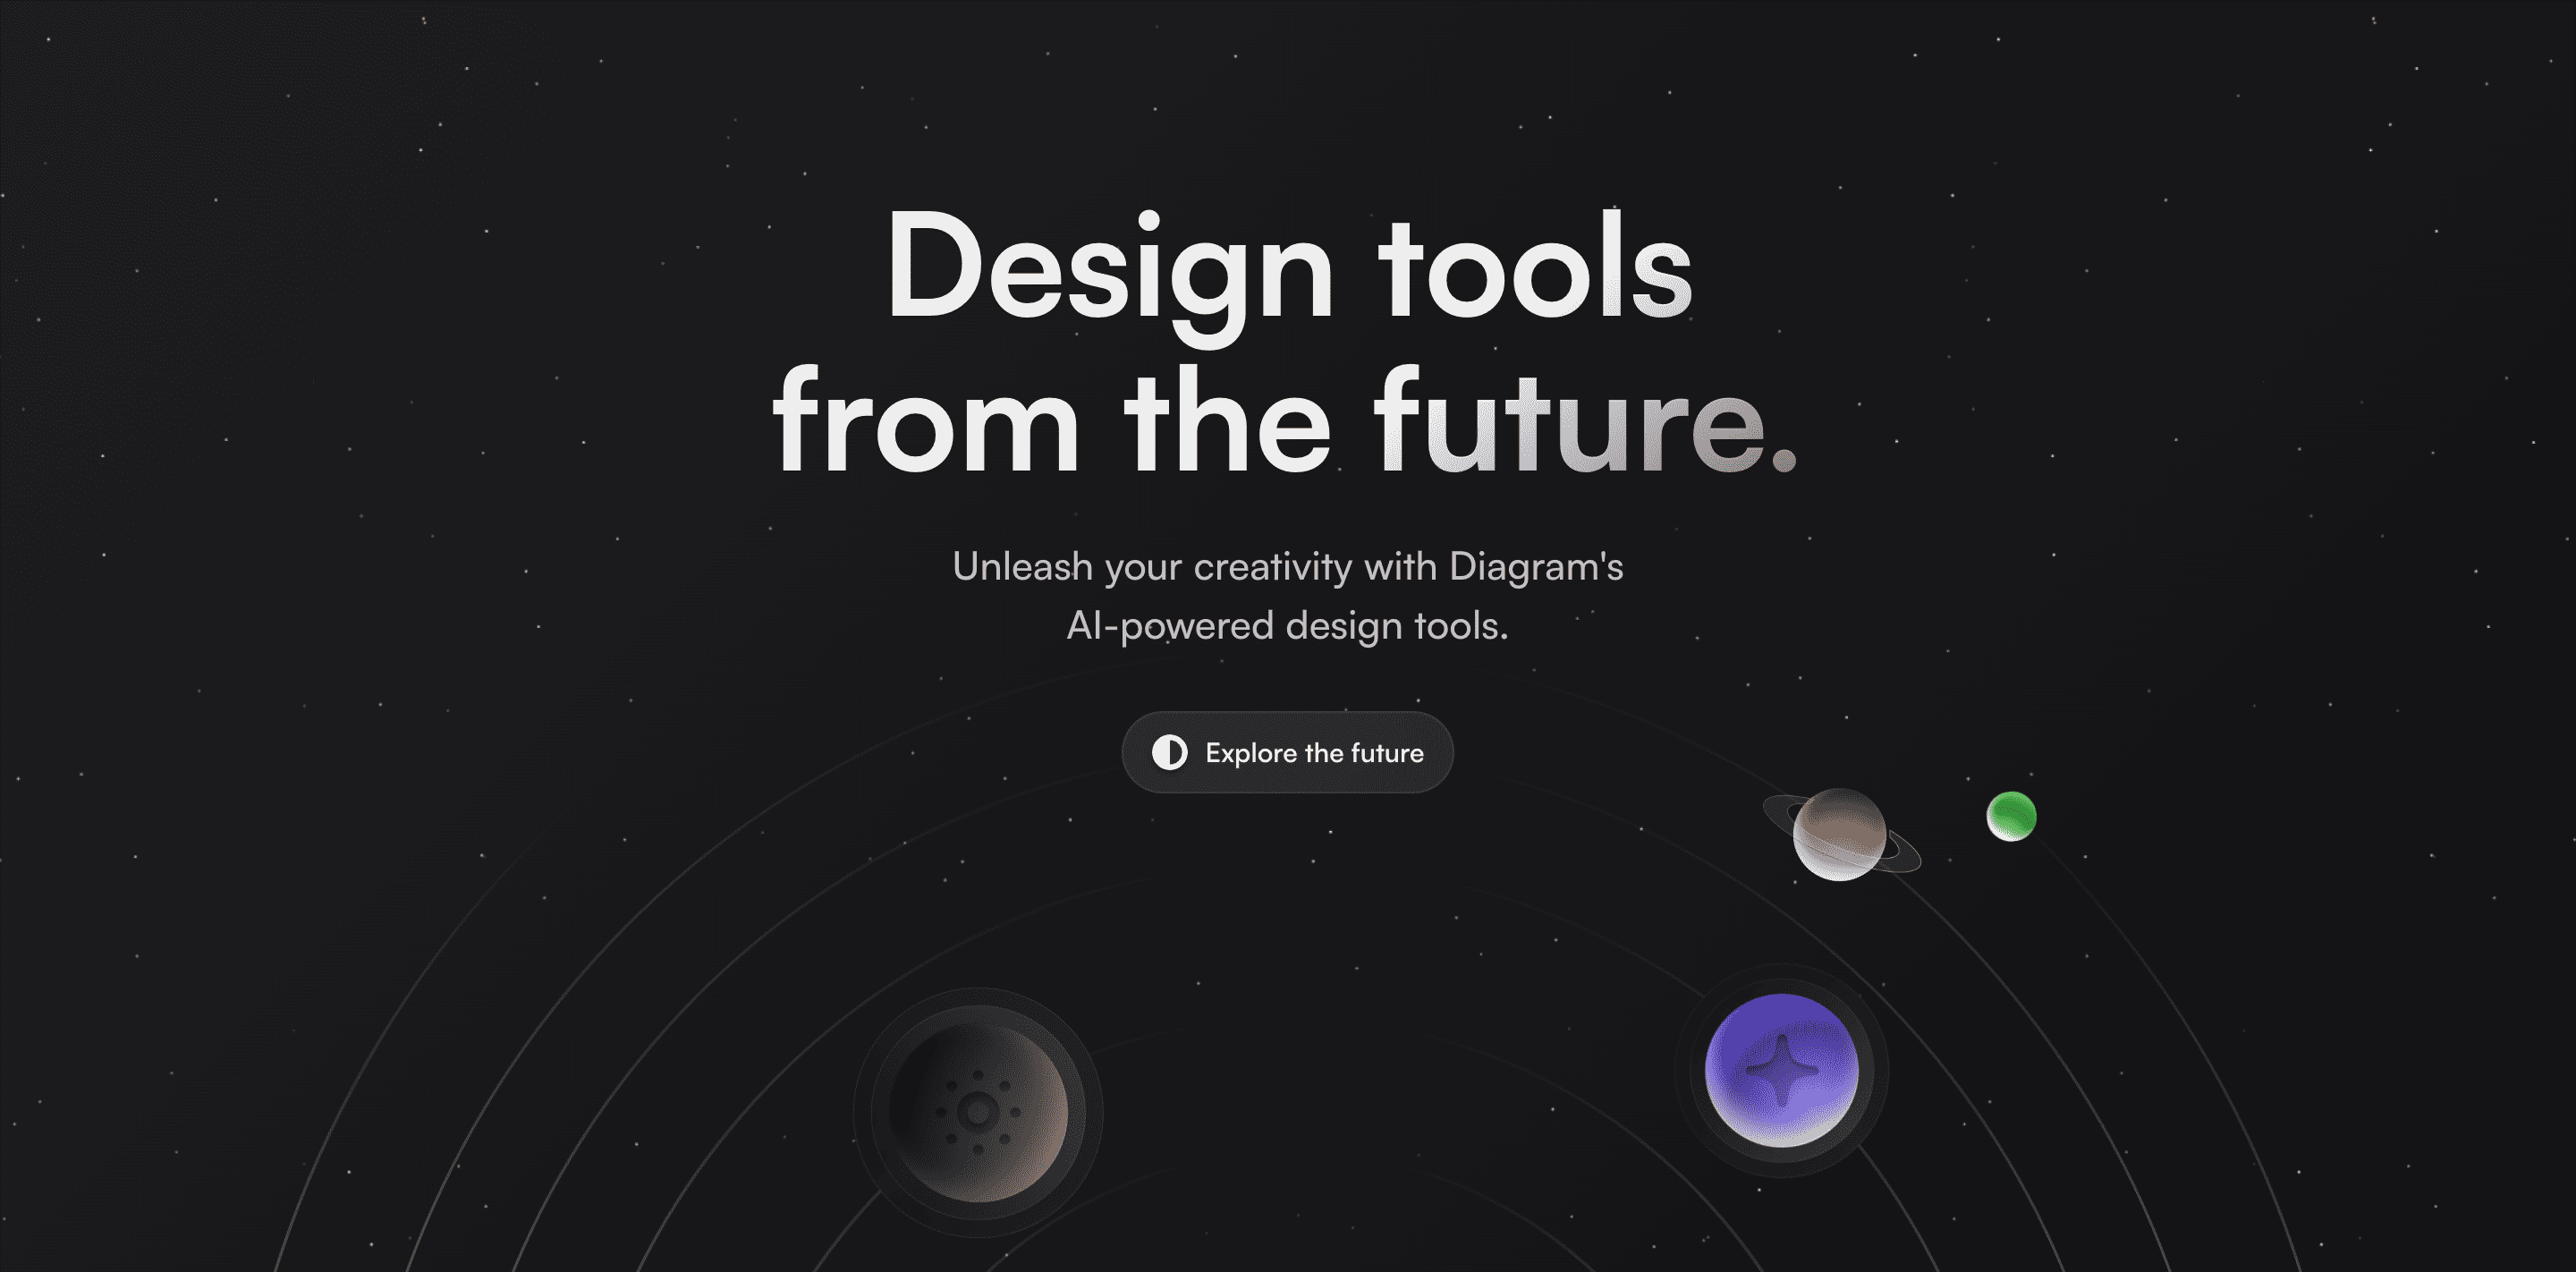 Design tools
from the future.
Unleash your creativity with Diagram's
AI-powered design tools.
Explore the future